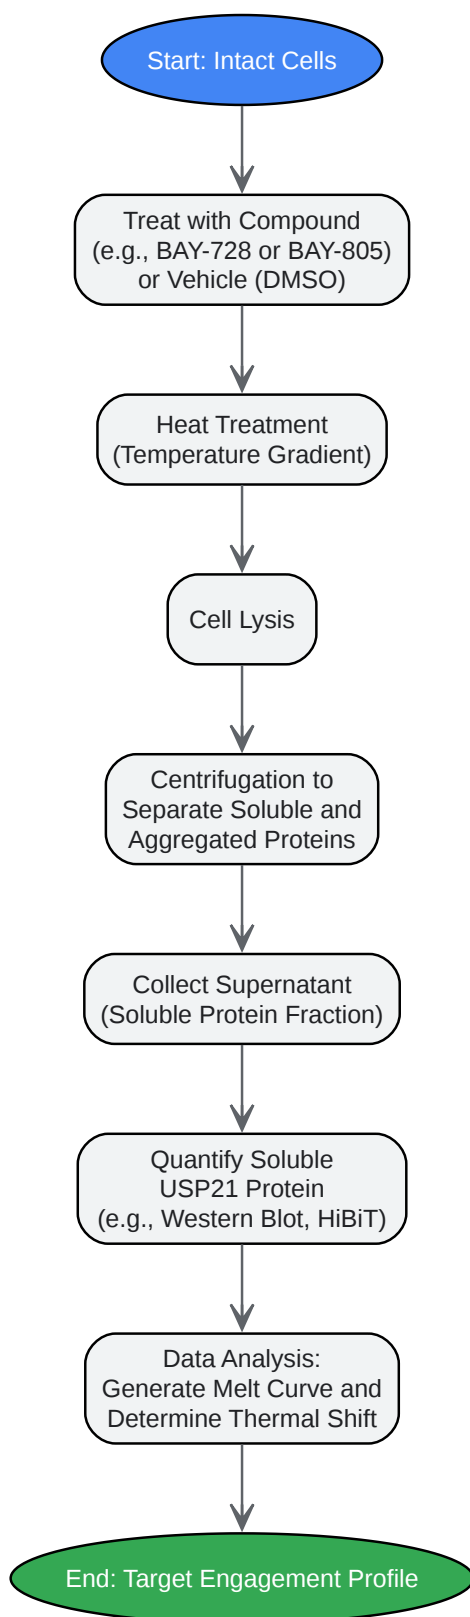 Start: Intact Cells
Treat with Compound
(e.g., BAY-728 or BAY-805)
or Vehicle (DMSO)
Heat Treatment
(Temperature Gradient)
Cell Lysis
Centrifugation to
Separate Soluble and
Aggregated Proteins
Collect Supernatant
(Soluble Protein Fraction)
Quantify Soluble
USP21 Protein
(e.g., Western Blot, HiBiT)
Data Analysis:
Generate Melt Curve and
Determine Thermal Shift
End: Target Engagement Profile